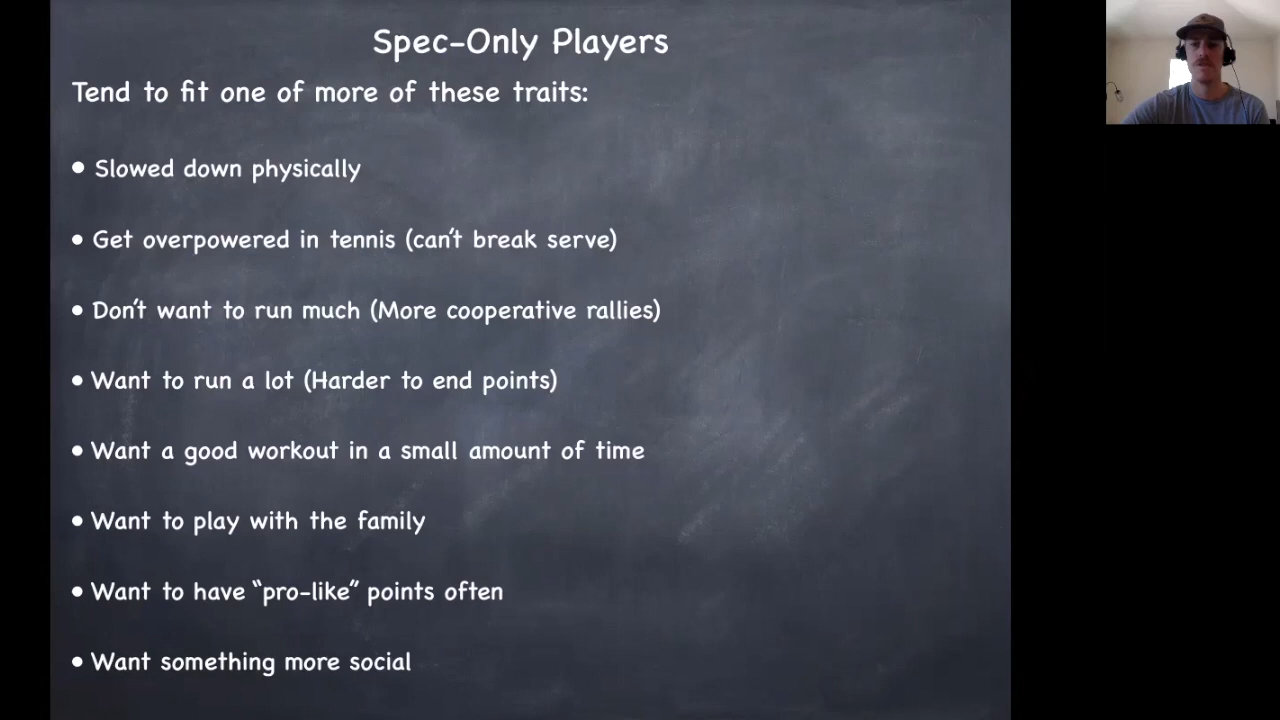 Spec-Only Players
Tend to fit one of more of these traits:
• Slowed down physically
• Get overpowered in tennis (can't break serve)
• Don't want to run much (More cooperative rallies)
• Want to run a lot (Harder to end points)
• Want a good workout in a small amount of time
• Want to play with the family
• Want to have “pro-like” points often
• Want something more social